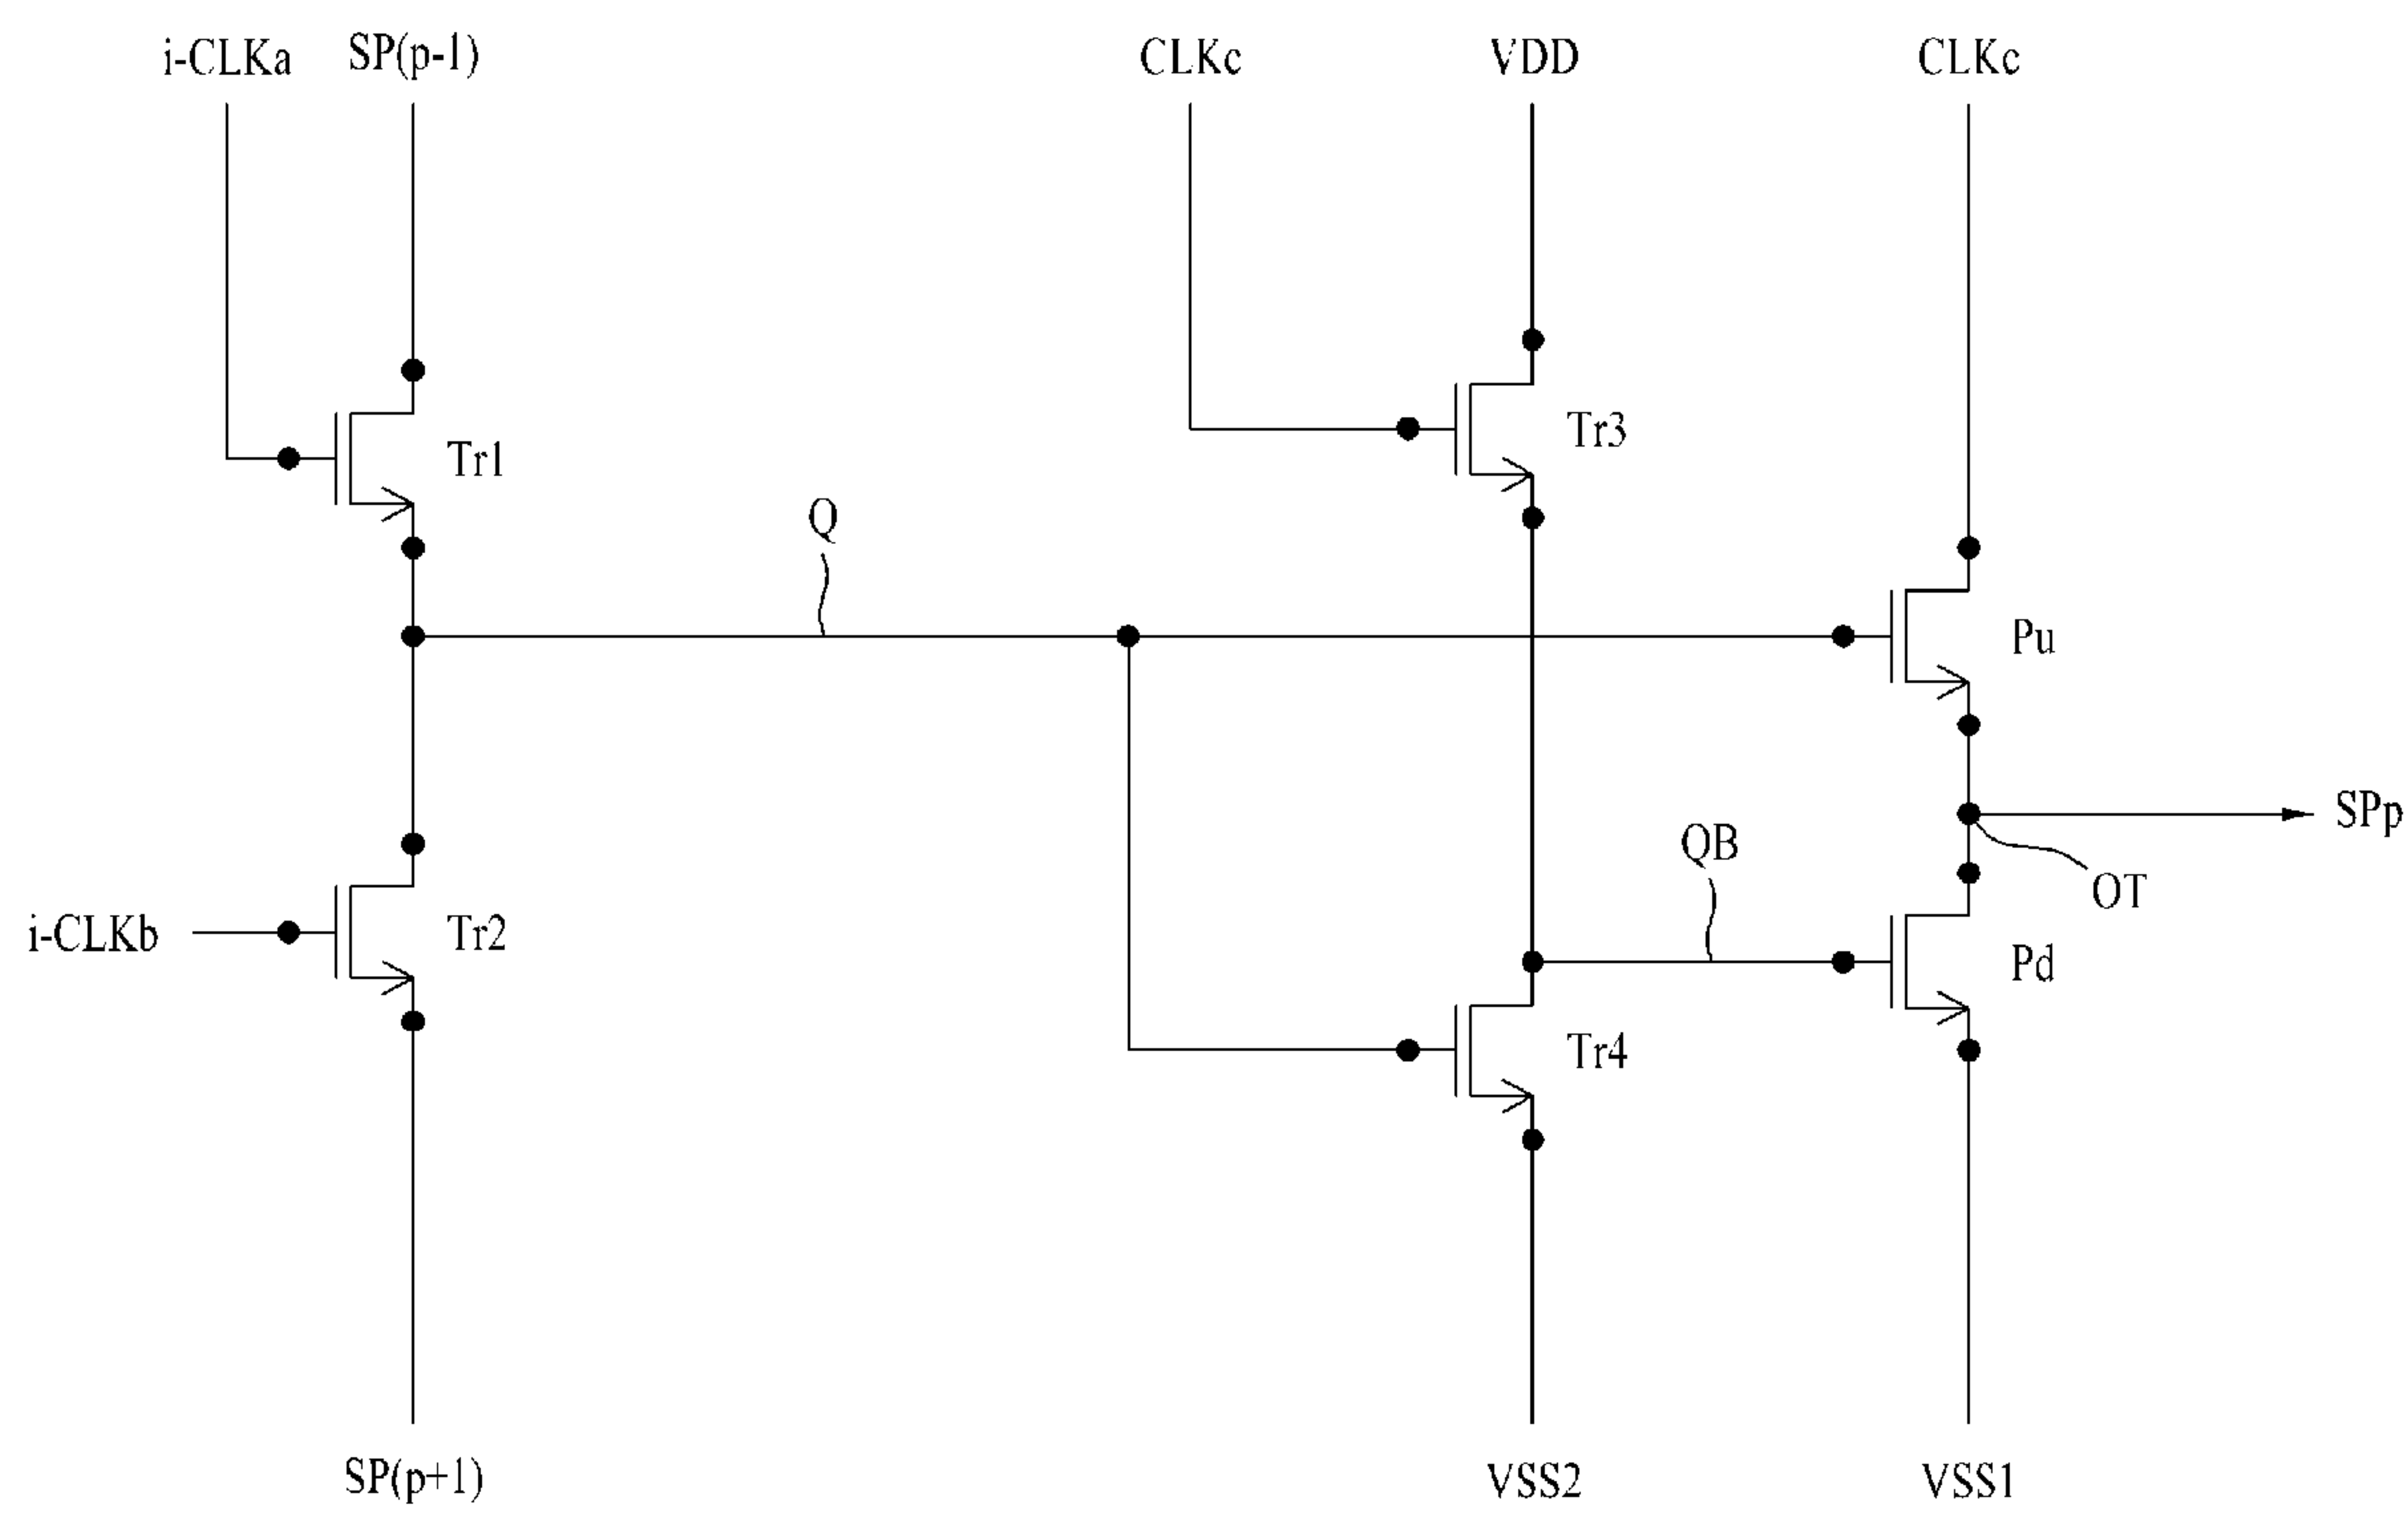 i-CLKa
SP(p-1)
CLKc
VDD
CLKc
Tr1
Tr3
Q
Pu
SPp
QB
OT
i-CLKb
Tr2
Pd
Tr4
SP(p+1)
VSS2
VSS1